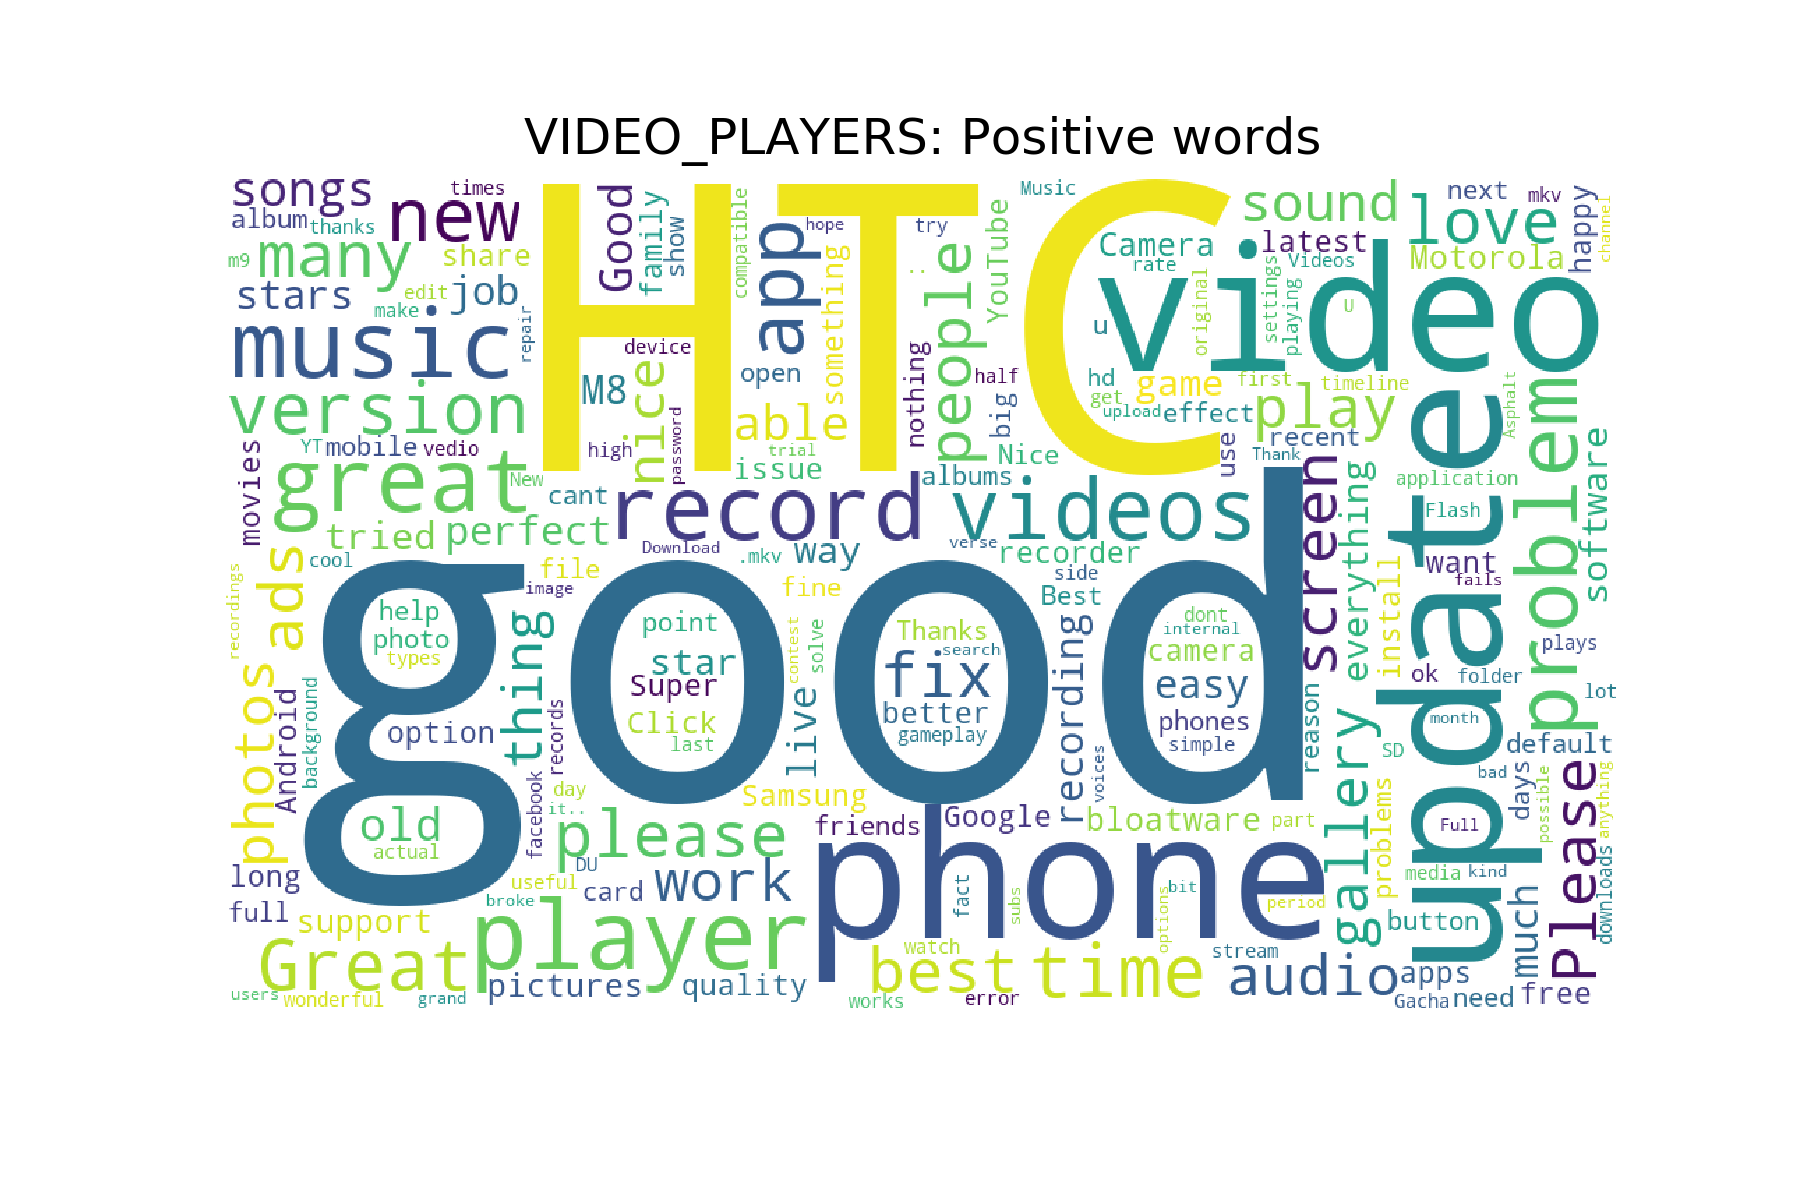 VIDEO_PLAYERS: Positive words
songs
times
new
album
thanks
HTC
Good
family
show
compatible
app
hope
something
try
..
people
YouTube
Music
Camera
rate
sound
latest
Videos
love
next
mkv
happy
channel
Motorola
m9
many
share
stars
edit
job
make
repair
music
device
M8
nice
open
nothing
half
big
u
video
original
settings
playing
U
hd
get
upload
effect
game
first
timeline
play
recent
Asphalt
version
YT
mobile
vedio
high
password
able
trial
issue
Nice
use
Thank
update
problem
software
movies
great
New
cant
tried
perfect
record
albums
videos
screen
everything
application
Flash
want
fails
ads
cool
recordings
good
file
image
Download
.mkv
way
verse
recorder
fine
side
Best
help
photo
types
thing
point
star
Super
Click
last
contest
solve
live
Thanks
search
fix
better
gameplay
recording
voices
dont
internal
camera
easy
phones
simple
reason
install
ok
folder
plays
lot
month
SD
default
photos
Android
background
option
records
facebook
day
it..
Samsung
friends
Google
bloatware
part
gallery
problems
bad
days
possible
anything
Full
Please
old
actual
please
DU
phone
long
full
useful
broke
card
work
fact
subs
bit
options
period
media
kind
button
much
downloads
support
Great
player
watch
best
time
stream
audio
apps
users
wonderful
grand
pictures
quality
works
error
Gacha
need
free